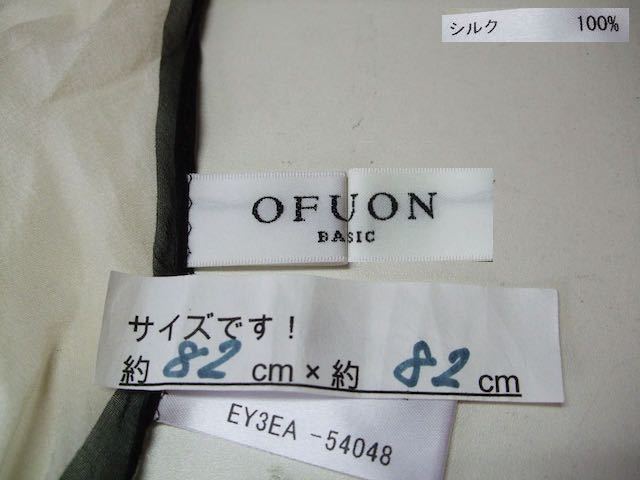 シルク 100%
OFUON
BASIC
サイズです!
約 82 cm × 約 82 cm
EY3EA -54048